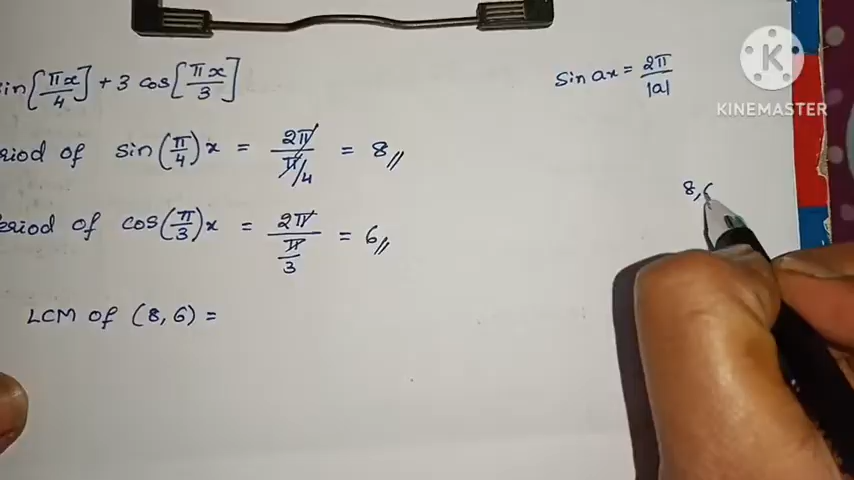 in[πx/4] + 3 cos[πx/3]
Sin ax = 2π/|a|
K
KINEMASTER
riod of sin(π/4)x = 2π/π/4 = 8//
8,
eriod of cos(π/3)x = 2π/π/3 = 6//
LCM of (8, 6) =